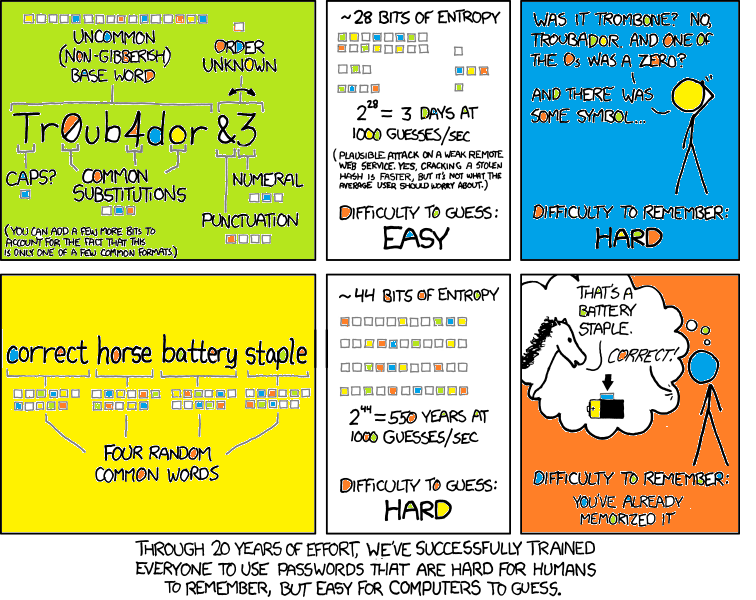 UNCOMMON
(NON-GIBBERISH)
BASE WORD
ORDER
UNKNOWN
Tr0ub4dor &3
CAPS?
COMMON
SUBSTITUTIONS
NUMERAL
PUNCTUATION
(YOU CAN ADD A FEW MORE BITS TO
ACCOUNT FOR THE FACT THAT THIS
IS ONLY ONE OF A FEW COMMON FORMATS.)
~28 BITS OF ENTROPY
2^28 = 3 DAYS AT
1000 GUESSES/SEC
(PLAUSIBLE ATTACK ON A WEAK REMOTE
WEB SERVICE. YES, CRACKING A STOLEN
HASH IS FASTER, BUT IT'S NOT WHAT THE
AVERAGE USER SHOULD WORRY ABOUT.)
DIFFICULTY TO GUESS:
EASY
WAS IT TROMBONE? NO,
TROUBADOR. AND ONE OF
THE Os WAS A ZERO?
AND THERE WAS
SOME SYMBOL...
DIFFICULTY TO REMEMBER:
HARD
correct horse battery staple
FOUR RANDOM
COMMON WORDS
~44 BITS OF ENTROPY
2^44 = 550 YEARS AT
1000 GUESSES/SEC
DIFFICULTY TO GUESS:
HARD
THAT'S A
BATTERY
STAPLE.
CORRECT!
DIFFICULTY TO REMEMBER:
YOU'VE ALREADY
MEMORIZED IT
THROUGH 20 YEARS OF EFFORT, WE'VE SUCCESSFULLY TRAINED
EVERYONE TO USE PASSWORDS THAT ARE HARD FOR HUMANS
TO REMEMBER, BUT EASY FOR COMPUTERS TO GUESS.